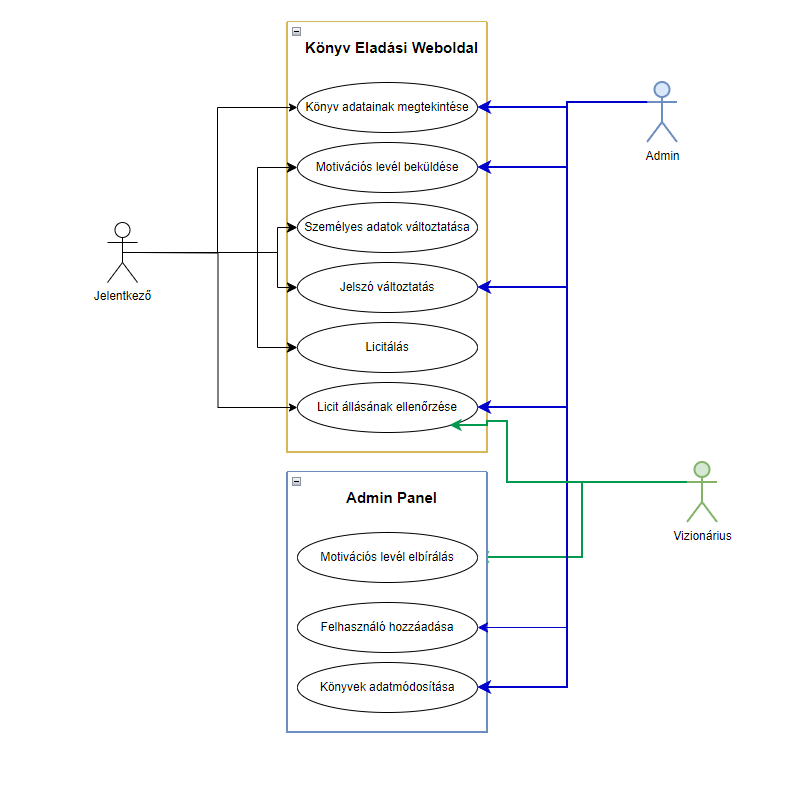 Könyv Eladási Weboldal
Könyv adatainak megtekintése
Motivációs levél beküldése
Személyes adatok változtatása
Jelszó változtatás
Licitálás
Licit állásának ellenőrzése
Jelentkező
Admin
Admin Panel
Motivációs levél elbírálás
Felhasználó hozzáadása
Könyvek adatmódosítása
Vizionárius